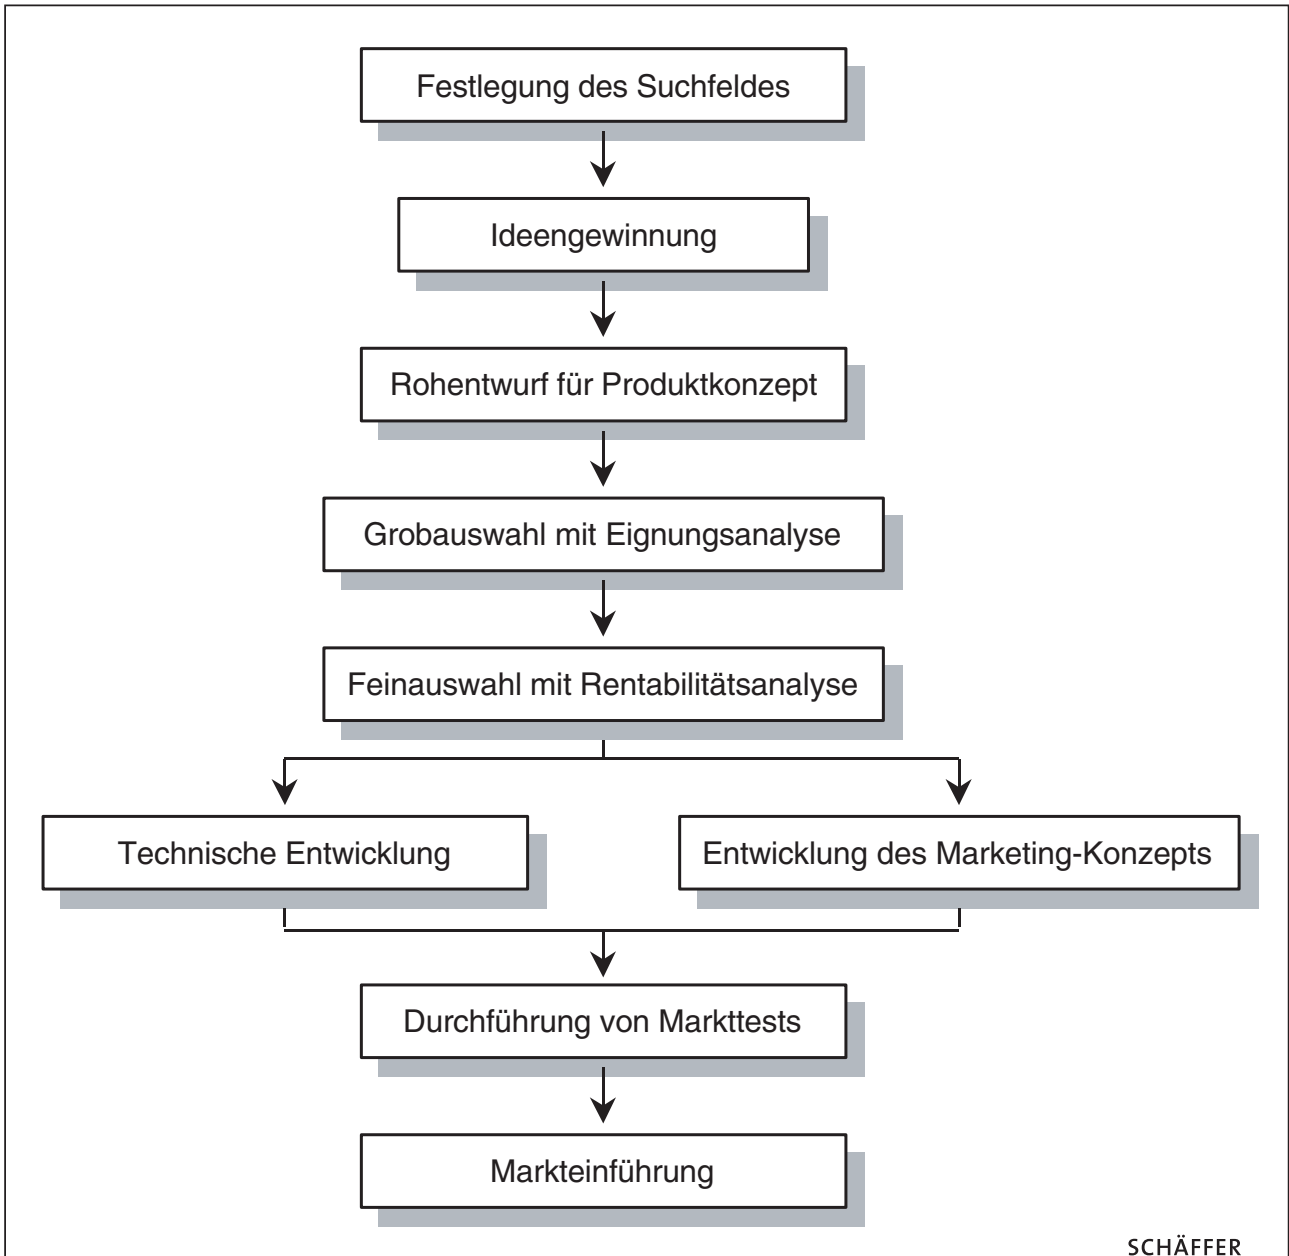 Festlegung des Suchfeldes
Ideengewinnung
Rohentwurf für Produktkonzept
Grobauswahl mit Eignungsanalyse
Feinauswahl mit Rentabilitätsanalyse
Technische Entwicklung
Entwicklung des Marketing-Konzepts
Durchführung von Markttests
Markteinführung
SCHÄFFER